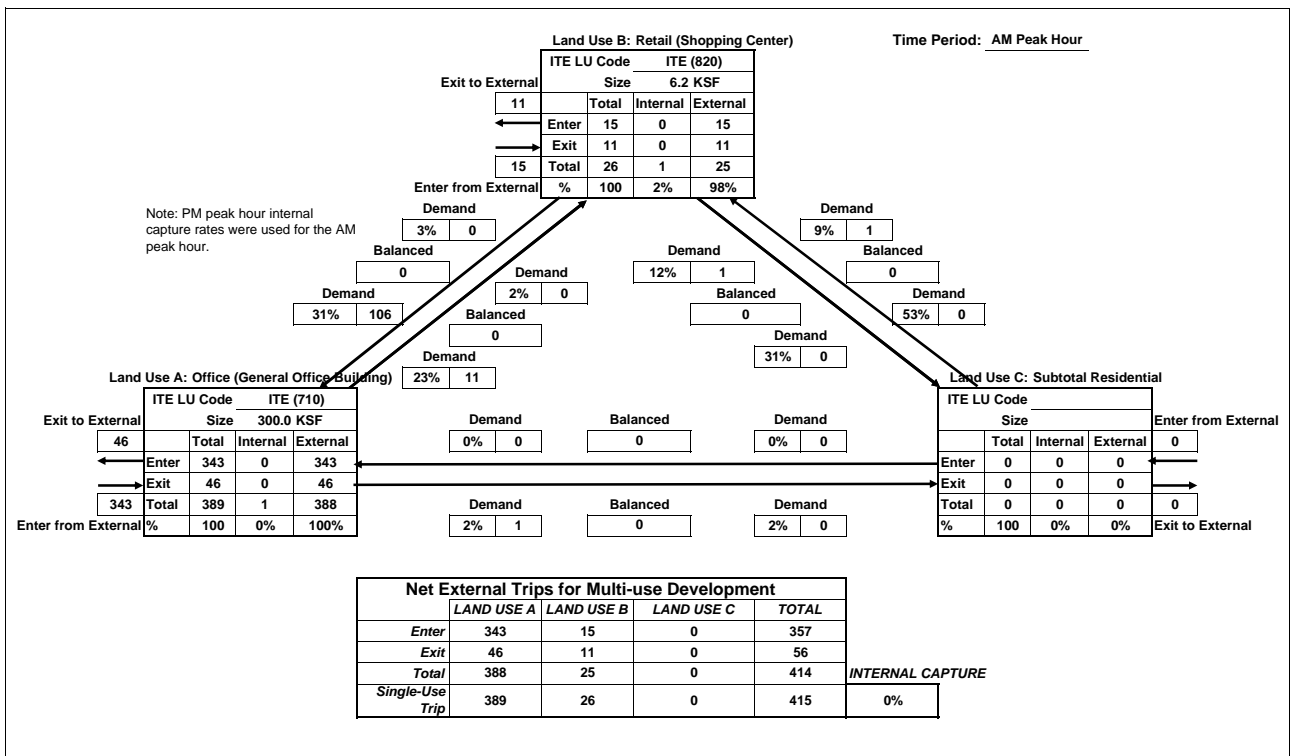 Land Use B: Retail (Shopping Center)
Time Period: AM Peak Hour
ITE LU Code ITE (820)
Exit to External Size 6.2 KSF
11 Total Internal External
Enter 15 0 15
Exit 11 0 11
15 Total 26 1 25
Enter from External % 100 2% 98%
Note: PM peak hour internal
capture rates were used for the AM
peak hour.
Demand
3% 0
Balanced
0
Demand
31% 106
Demand
2% 0
Balanced
0
Demand
23% 11
Demand
12% 1
Balanced
0
Demand
31% 0
Demand
9% 1
Balanced
0
Demand
53% 0
Land Use A: Office (General Office Building)
ITE LU Code ITE (710)
Exit to External Size 300.0 KSF
46 Total Internal External
Enter 343 0 343
Exit 46 0 46
343 Total 389 1 388
Enter from External % 100 0% 100%
Demand Balanced Demand
0% 0 0 0% 0
Demand Balanced Demand
2% 1 0 2% 0
Land Use C: Subtotal Residential
ITE LU Code
Size Enter from External
Total Internal External 0
Enter 0 0 0
Exit 0 0 0
Total 0 0 0 0
% 100 0% 0% Exit to External
Net External Trips for Multi-use Development
LAND USE A LAND USE B LAND USE C TOTAL
Enter 343 15 0 357
Exit 46 11 0 56
Total 388 25 0 414 INTERNAL CAPTURE
Single-Use
Trip 389 26 0 415 0%